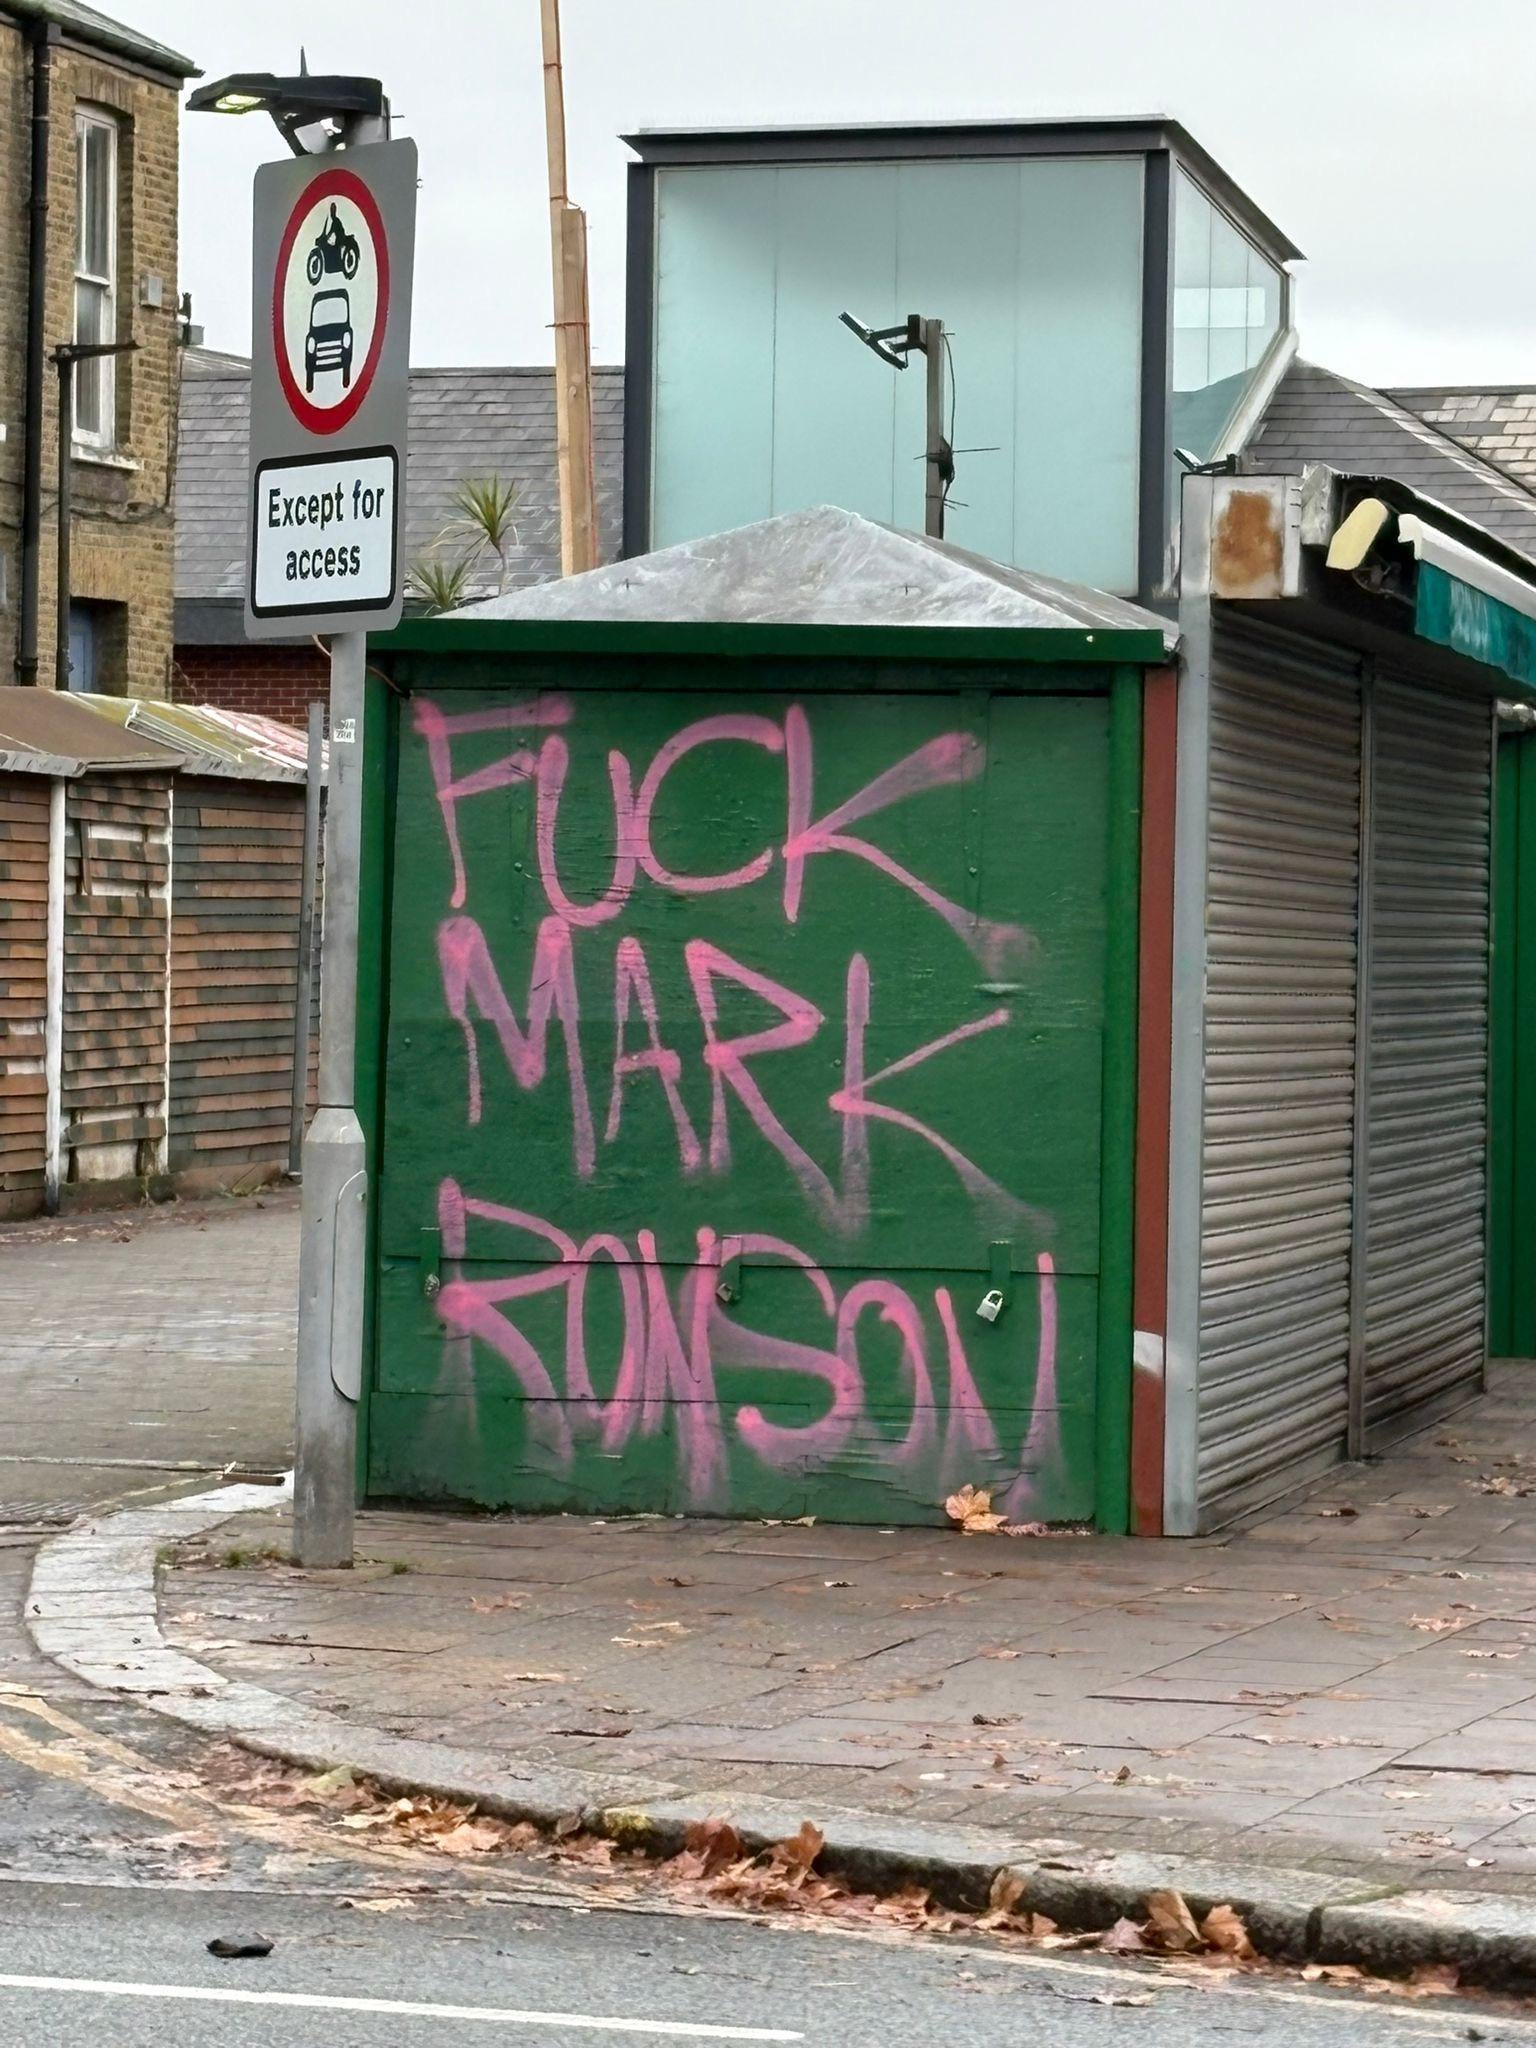 Except for
access
FUCK
MARK
RONSON